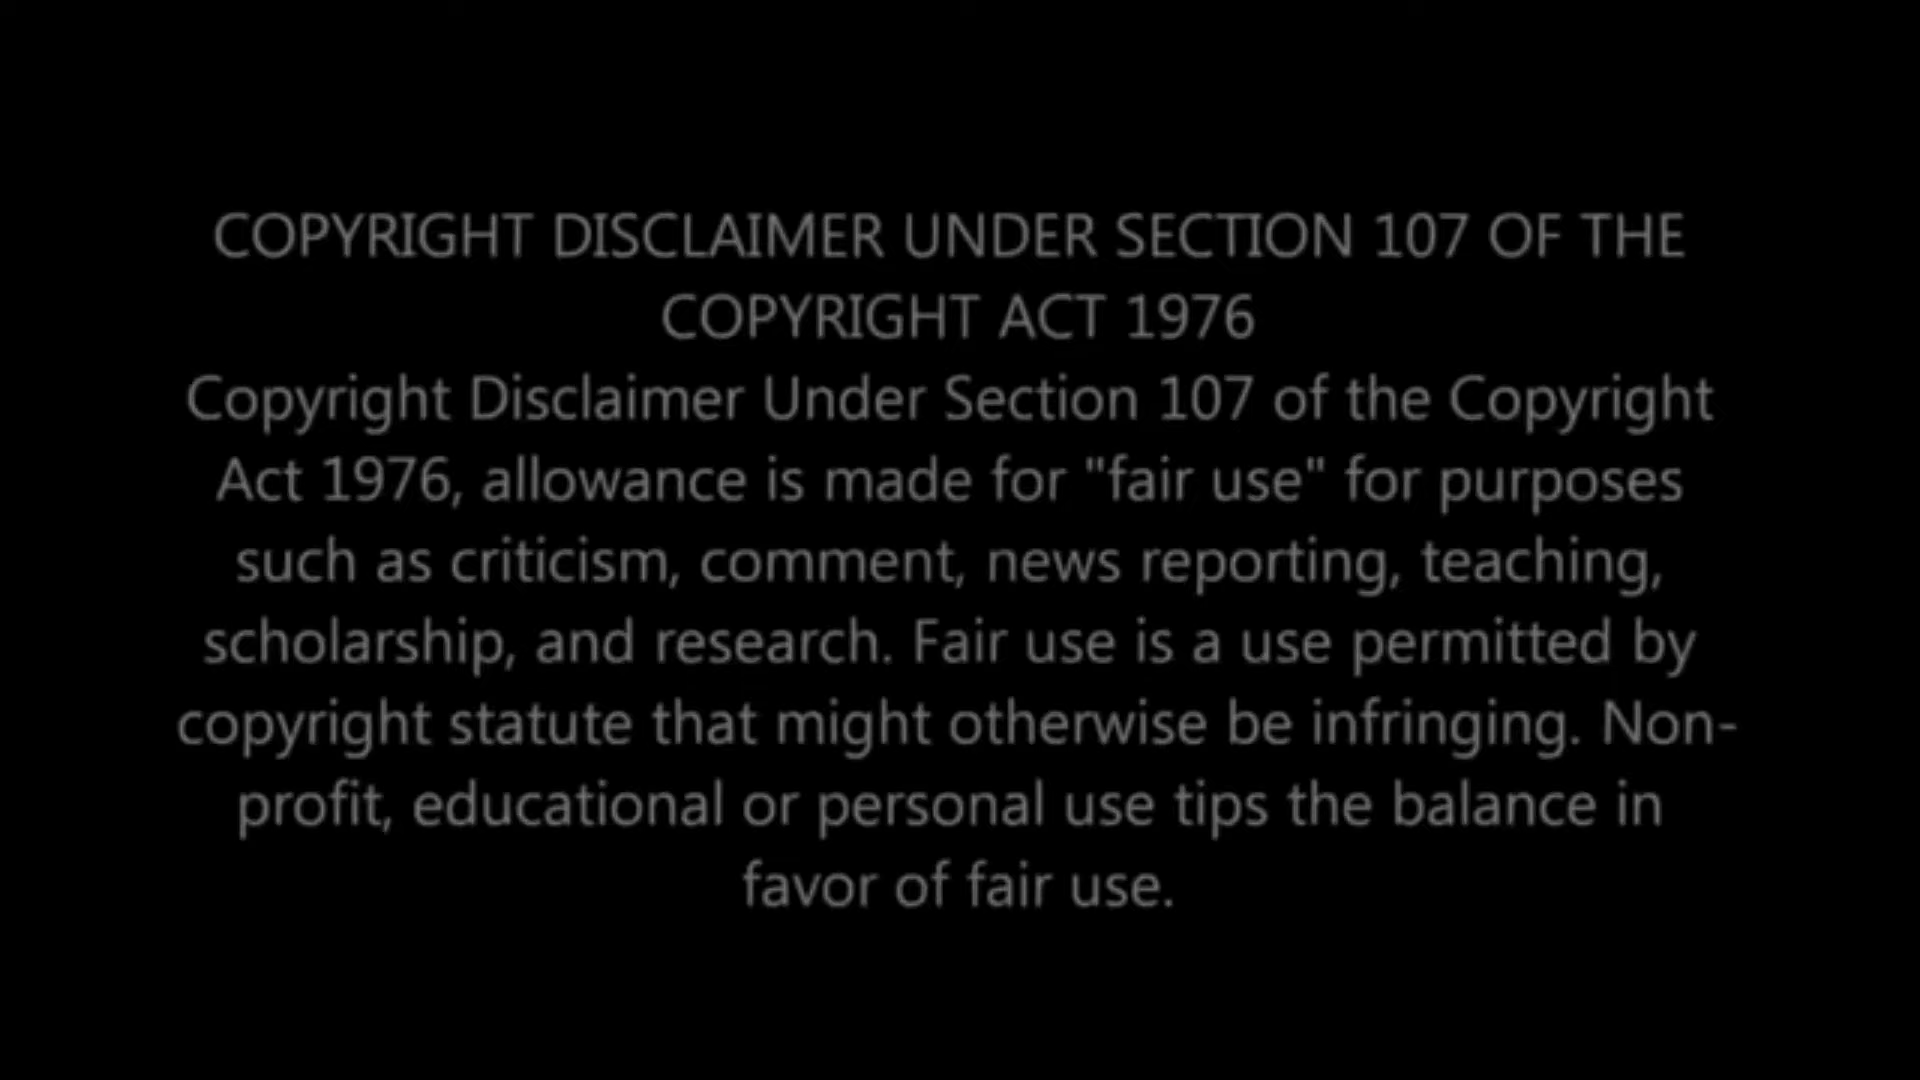 COPYRIGHT DISCLAIMER UNDER SECTION 107 OF THE
COPYRIGHT ACT 1976
Copyright Disclaimer Under Section 107 of the Copyright
Act 1976, allowance is made for "fair use" for purposes
such as criticism, comment, news reporting, teaching,
scholarship, and research. Fair use is a use permitted by
copyright statute that might otherwise be infringing. Non-
profit, educational or personal use tips the balance in
favor of fair use.